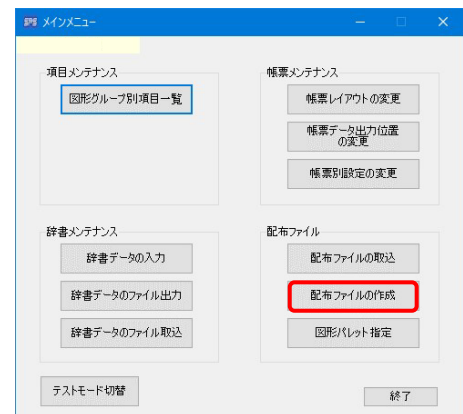 SPS メインメニュー
項目メンテナンス
図形グループ別項目一覧
帳票メンテナンス
帳票レイアウトの変更
帳票データ出力位置
の変更
帳票別設定の変更
辞書メンテナンス
辞書データの入力
辞書データのファイル出力
辞書データのファイル取込
配布ファイル
配布ファイルの取込
配布ファイルの作成
図形パレット指定
テストモード切替
終了